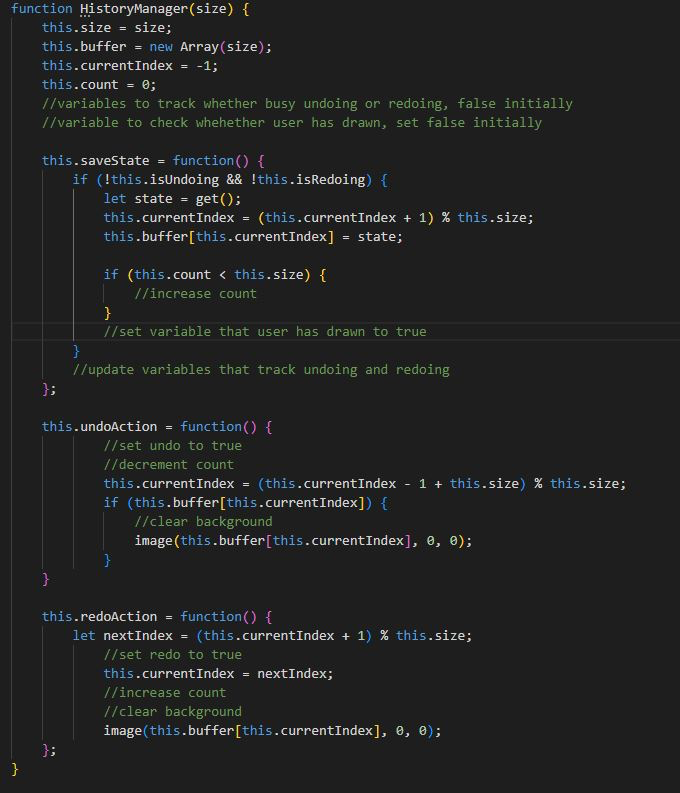 function HistoryManager(size) {
this.size = size;
this.buffer = new Array(size);
this.currentIndex = -1;
this.count = 0;
//variables to track whether busy undoing or redoing, false initially
//variable to check whehether user has drawn, set false initially
this.saveState = function() {
if (!this.isUndoing && !this.isRedoing) {
let state = get();
this.currentIndex = (this.currentIndex + 1) % this.size;
this.buffer[this.currentIndex] = state;
if (this.count < this.size) {
//increase count
}
//set variable that user has drawn to true
}
//update variables that track undoing and redoing
};
this.undoAction = function() {
//set undo to true
//decrement count
this.currentIndex = (this.currentIndex - 1 + this.size) % this.size;
if (this.buffer[this.currentIndex]) {
//clear background
image(this.buffer[this.currentIndex], 0, 0);
}
}
this.redoAction = function() {
let nextIndex = (this.currentIndex + 1) % this.size;
//set redo to true
this.currentIndex = nextIndex;
//increase count
//clear background
image(this.buffer[this.currentIndex], 0, 0);
};
}